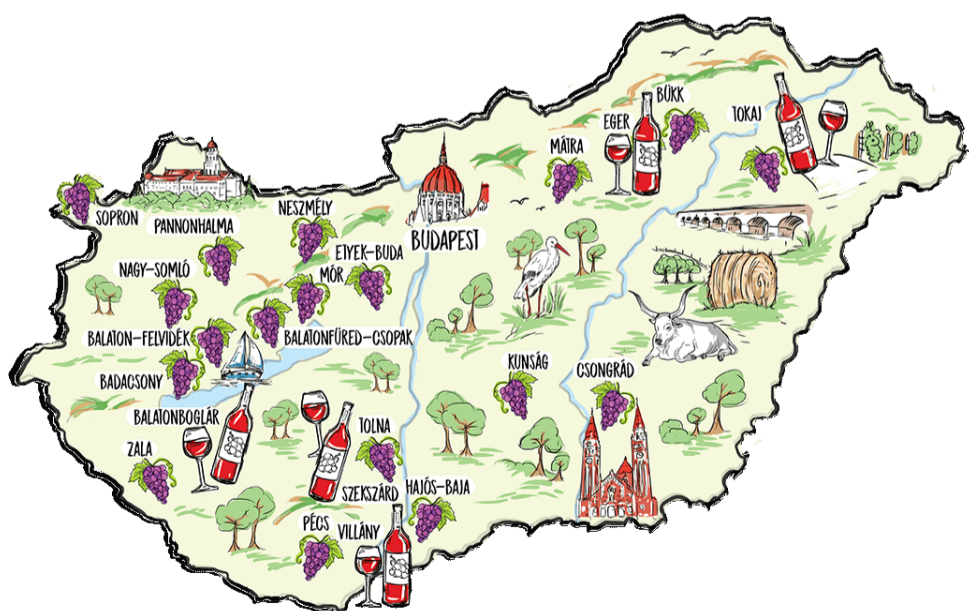 BÜKK
EGER
TOKAJ
MÁTRA
SOPRON
PANNONHALMA
NESZMÉLY
BUDAPEST
ETYEK-BUDA
NAGY-SOMLÓ
MÓR
BALATON-FELVIDÉK
BALATONFÜRED-CSOPAK
BADACSONY
KUNSÁG
CSONGRÁD
BALATONBOGLÁR
TOLNA
ZALA
SZEKSZÁRD
HAJÓS-BAJA
PÉCS
VILLÁNY